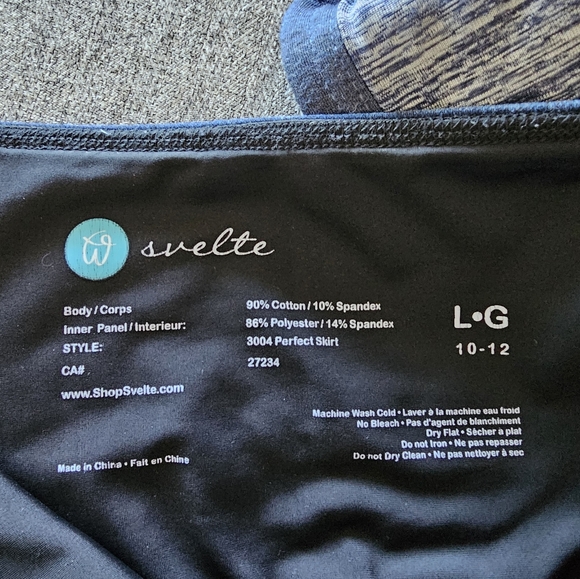 W svelte
Body / Corps 90% Cotton / 10% Spandex
Inner Panel / Interieur: 86% Polyester / 14% Spandex
STYLE: 3004 Perfect Skirt
CA# 27234
www.ShopSvelte.com
L•G
10-12
Machine Wash Cold • Laver à la machine eau froid
No Bleach • Pas d'agent de blanchiment
Dry Flat • Sècher a plat
Do not Iron • Ne pas repasser
Do not Dry Clean • Ne pas nettoyer à sec
Made in China • Fait en Chine